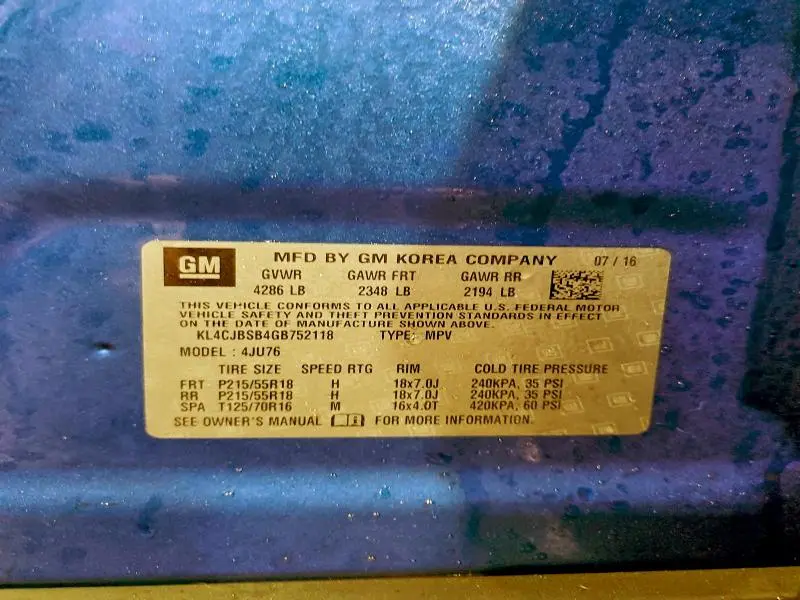 GM MFD BY GM KOREA COMPANY 07 / 16
GVWR GAWR FRT GAWR RR
4286 LB 2348 LB 2194 LB
THIS VEHICLE CONFORMS TO ALL APPLICABLE U.S. FEDERAL MOTOR
VEHICLE SAFETY AND THEFT PREVENTION STANDARDS IN EFFECT
ON THE DATE OF MANUFACTURE SHOWN ABOVE.
KL4CJBSB4GB752118 TYPE: MPV
MODEL : 4JU76
TIRE SIZE SPEED RTG RIM COLD TIRE PRESSURE
FRT P215/55R18 H 18x7.0J 240KPA, 35 PSI
RR P215/55R18 H 18x7.0J 240KPA, 35 PSI
SPA T125/70R16 M 16x4.0T 420KPA, 60 PSI
SEE OWNER'S MANUAL FOR MORE INFORMATION.